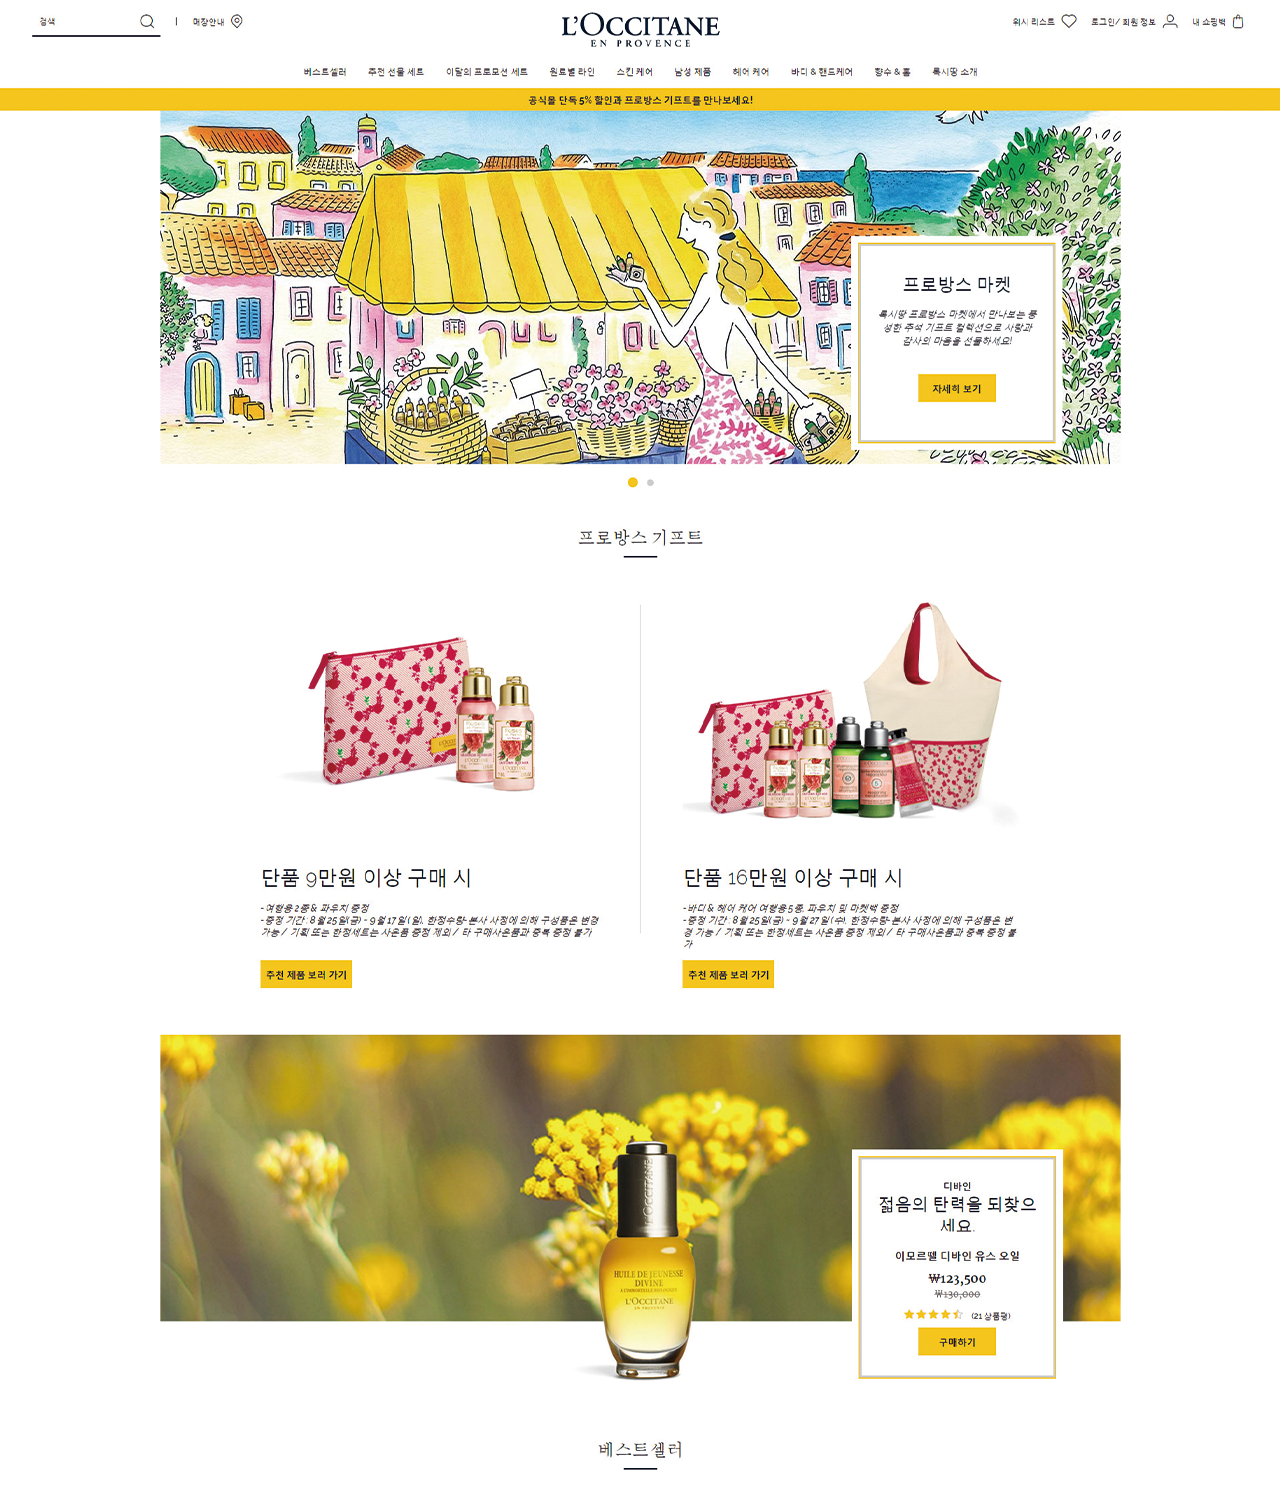 검색
매장안내
L'OCCITANE
EN PROVENCE
위시 리스트
로그인/ 회원 정보
내 쇼핑백
베스트셀러 추천 선물 세트 이달의 프로모션 세트 원료별 라인 스킨 케어 남성 제품 헤어 케어 바디 & 핸드케어 향수 & 홈 록시땅 소개
공식몰 단독 5% 할인과 프로방스 기프트를 만나보세요!
프로방스 마켓
록시땅 프로방스 마켓에서 만나보는 풍
성한 추석 기프트 컬렉션으로 사랑과
감사의 마음을 선물하세요!
자세히 보기
프로방스 기프트
L'OCCITANE
단품 9만원 이상 구매 시
- 여행용 2종 & 파우치 증정
- 증정 기간 : 8월 25일(금) - 9월 17일(일), 한정수량- 본사 사정에 의해 구성품은 변경
가능 / 기획 또는 한정세트는 사은품 증정 제외 / 타 구매사은품과 중복 증정 불가
추천 제품 보러 가기
단품 16만원 이상 구매 시
- 바디 & 헤어 케어 여행용 5종, 파우치 및 마켓백 증정
- 증정 기간 : 8월 25일(금) - 9월 27일(수), 한정수량- 본사 사정에 의해 구성품은 변
경 가능 / 기획 또는 한정세트는 사은품 증정 제외 / 타 구매사은품과 중복 증정 불
가
추천 제품 보러 가기
L'OCCITANE
HUILE DE JEUNESSE
DIVINE
L'OCCITANE
EN PROVENCE
디바인
젊음의 탄력을 되찾으
세요.
이모르뗄 디바인 유스 오일
₩123,500
₩130,000
(21 상품평)
구매하기
베스트셀러